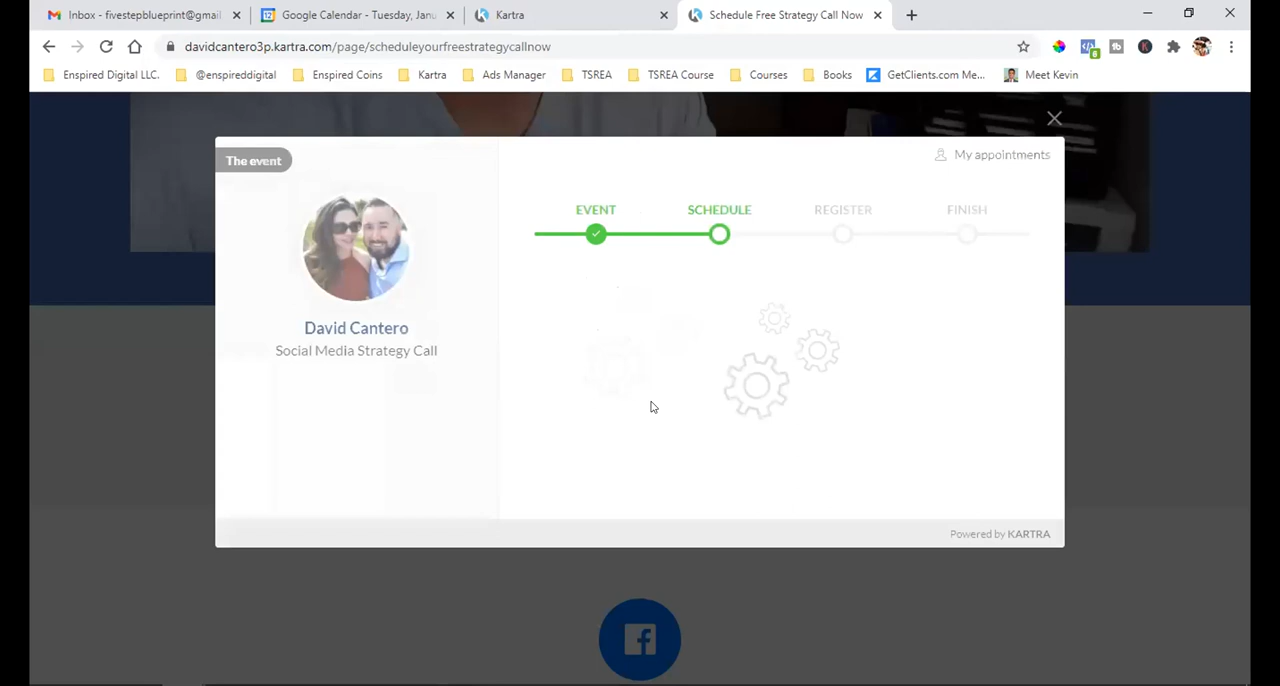 Inbox - fivestepblueprint@gmail
Google Calendar - Tuesday, Janu
Kartra
Schedule Free Strategy Call Now
davidcantero3p.kartra.com/page/scheduleyourfreestrategycallnow
Enspired Digital LLC.
@enspireddigital
Enspired Coins
Kartra
Ads Manager
TSREA
TSREA Course
Courses
Books
GetClients.com Me...
Meet Kevin
The event
My appointments
EVENT
SCHEDULE
REGISTER
FINISH
David Cantero
Social Media Strategy Call
Powered by KARTRA